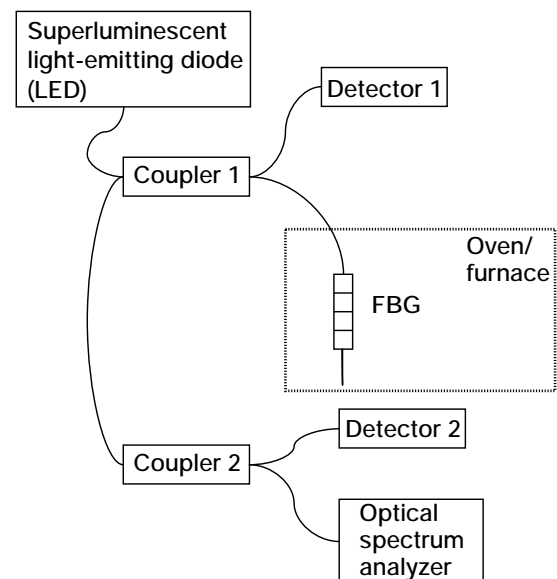 Superluminescent
light-emitting diode
(LED)
Detector 1
Coupler 1
Oven/
furnace
FBG
Detector 2
Coupler 2
Optical
spectrum
analyzer